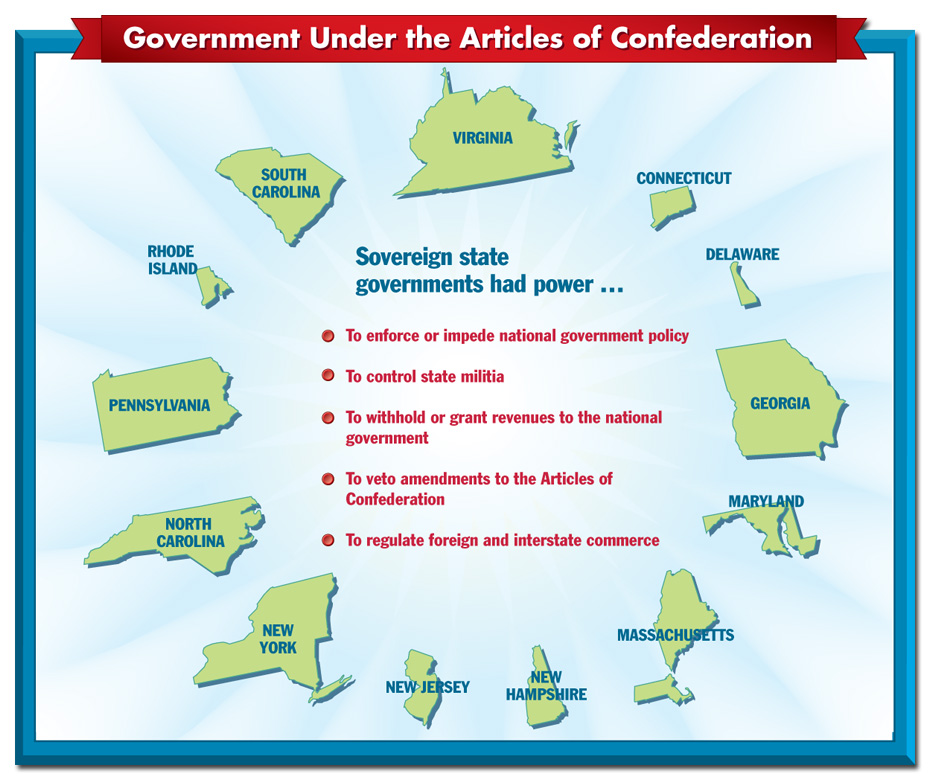 Government Under the Articles of Confederation
VIRGINIA
SOUTH
CAROLINA
CONNECTICUT
RHODE
ISLAND
DELAWARE
Sovereign state
governments had power ...
To enforce or impede national government policy
To control state militia
To withhold or grant revenues to the national
government
To veto amendments to the Articles of
Confederation
To regulate foreign and interstate commerce
PENNSYLVANIA
GEORGIA
NORTH
CAROLINA
MARYLAND
NEW
YORK
MASSACHUSETTS
NEW JERSEY
NEW
HAMPSHIRE